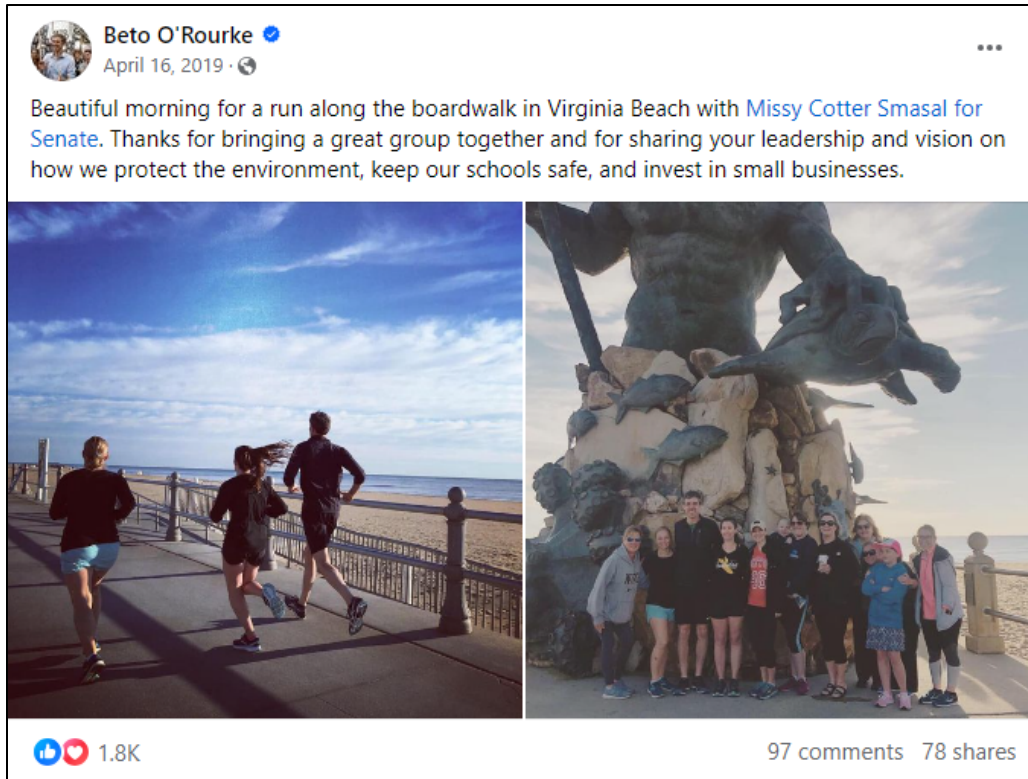 Beto O'Rourke
April 16, 2019 ·
Beautiful morning for a run along the boardwalk in Virginia Beach with Missy Cotter Smasal for
Senate. Thanks for bringing a great group together and for sharing your leadership and vision on
how we protect the environment, keep our schools safe, and invest in small businesses.
1.8K
97 comments 78 shares